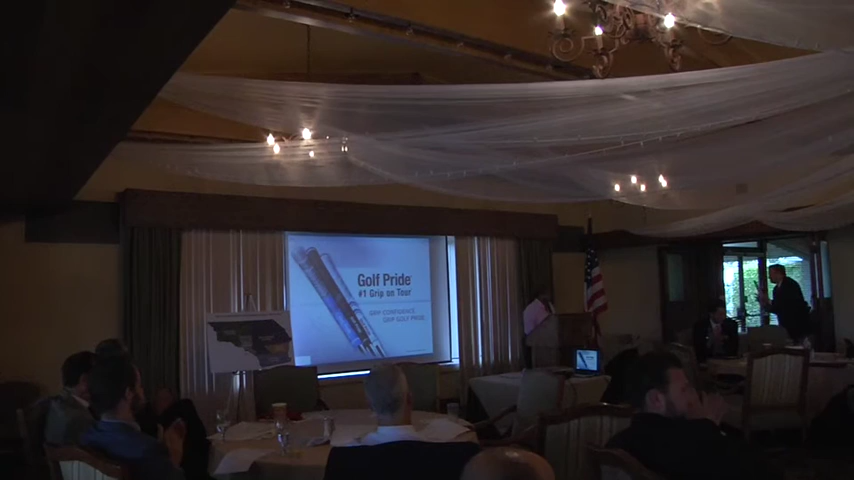 Golf Pride®
#1 Grip on Tour
GRIP CONFIDENCE.
GRIP GOLF PRIDE.